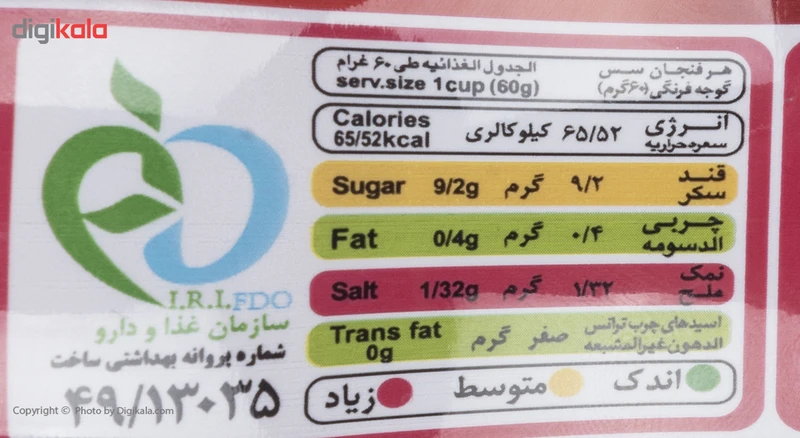 digikala
هر فنجان سس
گوجه فرنگی (۶۰گرم)
الجدول الغذائیه طی ۶۰ غرام
serv.size 1cup (60g)
انرژی
سعره حراریه
۶۵/۵۲ کیلوکالری
Calories
65/52kcal
قند
سکر
۹/۲ گرم
Sugar 9/2g
چربی
الدسومه
۰/۴ گرم
Fat 0/4g
نمک
ملح
۱/۳۲ گرم
Salt 1/32g
اسیدهای چرب ترانس
الدهون غیرالمشبعه
صفر گرم
Trans fat
0g
اندک متوسط زیاد
I.R.I.FDO
سازمان غذا و دارو
شماره پروانه بهداشتی ساخت
۴۹/۱۳۰۳۵
Copyright © Photo by Digikala.com